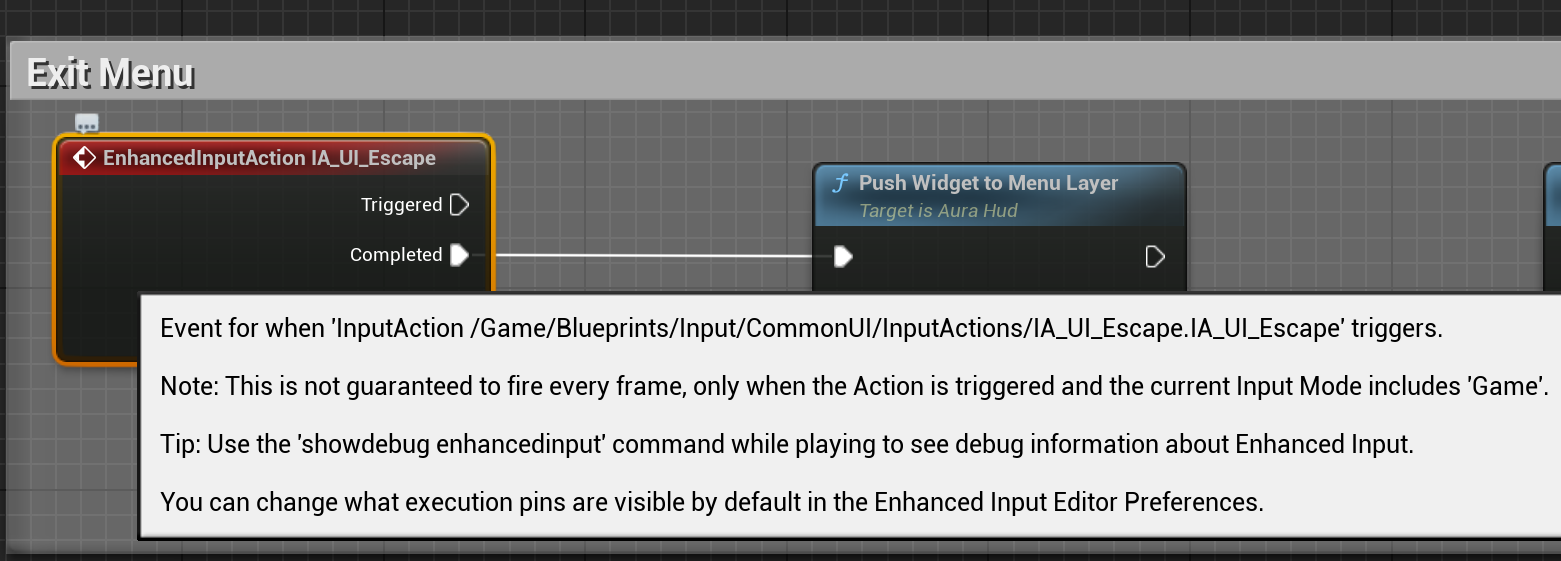 Exit Menu
EnhancedInputAction IA_UI_Escape
Triggered
Completed
Push Widget to Menu Layer
Target is Aura Hud
Event for when 'InputAction /Game/Blueprints/Input/CommonUI/InputActions/IA_UI_Escape.IA_UI_Escape' triggers.
Note: This is not guaranteed to fire every frame, only when the Action is triggered and the current Input Mode includes 'Game'.
Tip: Use the 'showdebug enhancedinput' command while playing to see debug information about Enhanced Input.
You can change what execution pins are visible by default in the Enhanced Input Editor Preferences.